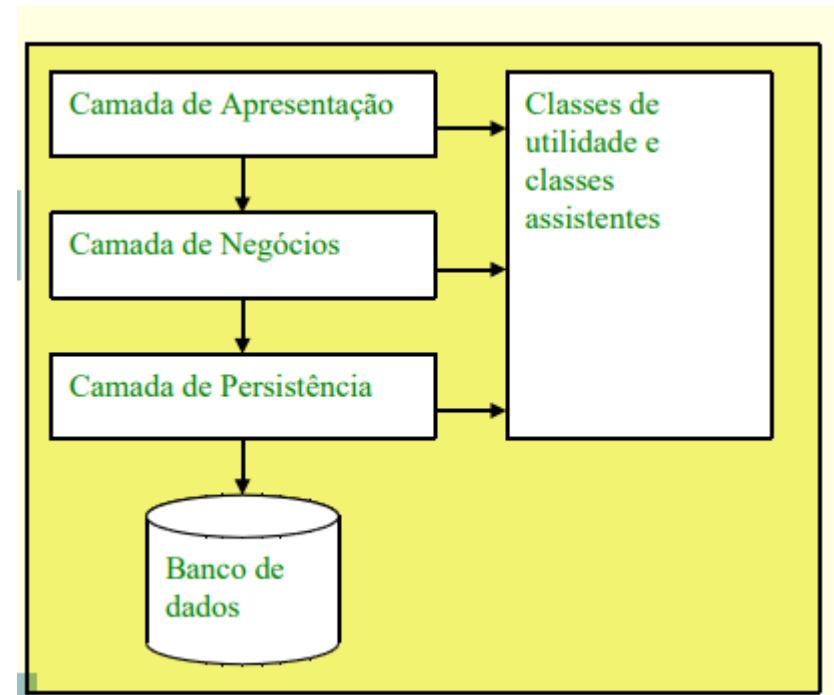 Camada de Apresentação
Classes de
utilidade e
classes
assistentes
Camada de Negócios
Camada de Persistência
Banco de
dados